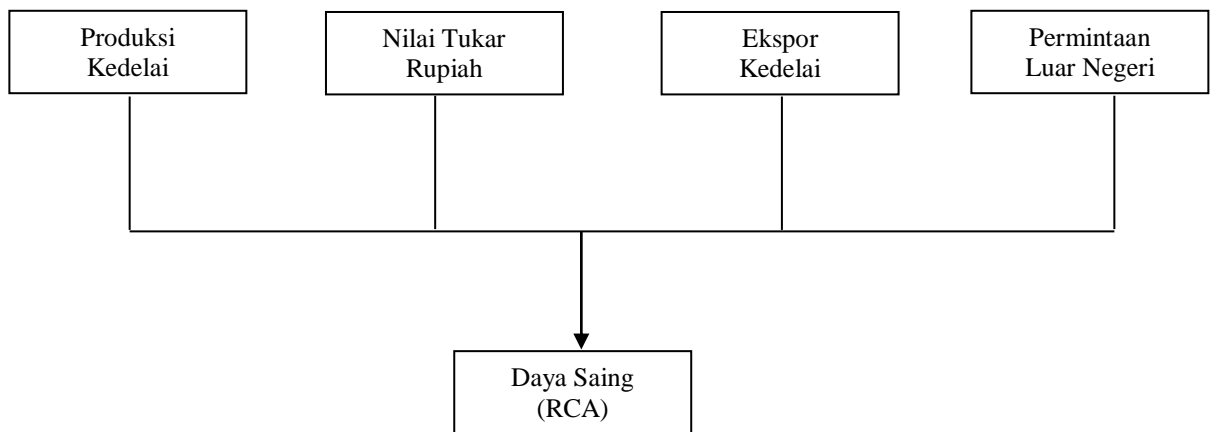 Produksi
Kedelai
Nilai Tukar
Rupiah
Ekspor
Kedelai
Permintaan
Luar Negeri
Daya Saing
(RCA)